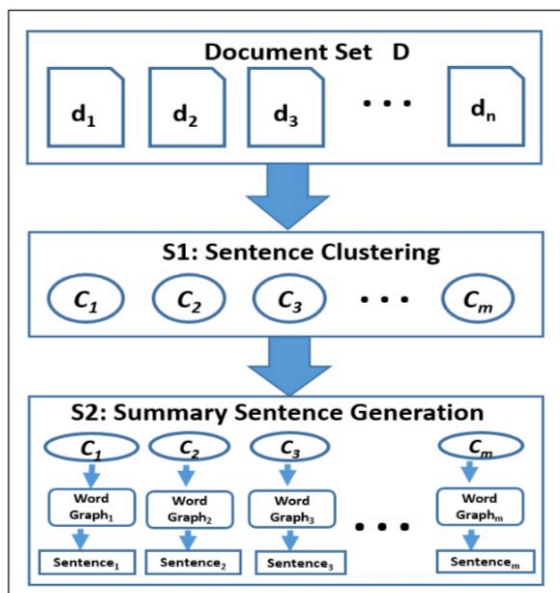 Document Set D
d₁ d₂ d₃ • • • dₙ
S1: Sentence Clustering
C₁ C₂ C₃ • • • Cₘ
S2: Summary Sentence Generation
C₁ C₂ C₃ Cₘ
Word Word Word Word
Graph₁ Graph₂ Graph₃ • • • Graphₘ
Sentence₁ Sentence₂ Sentence₃ Sentenceₘ